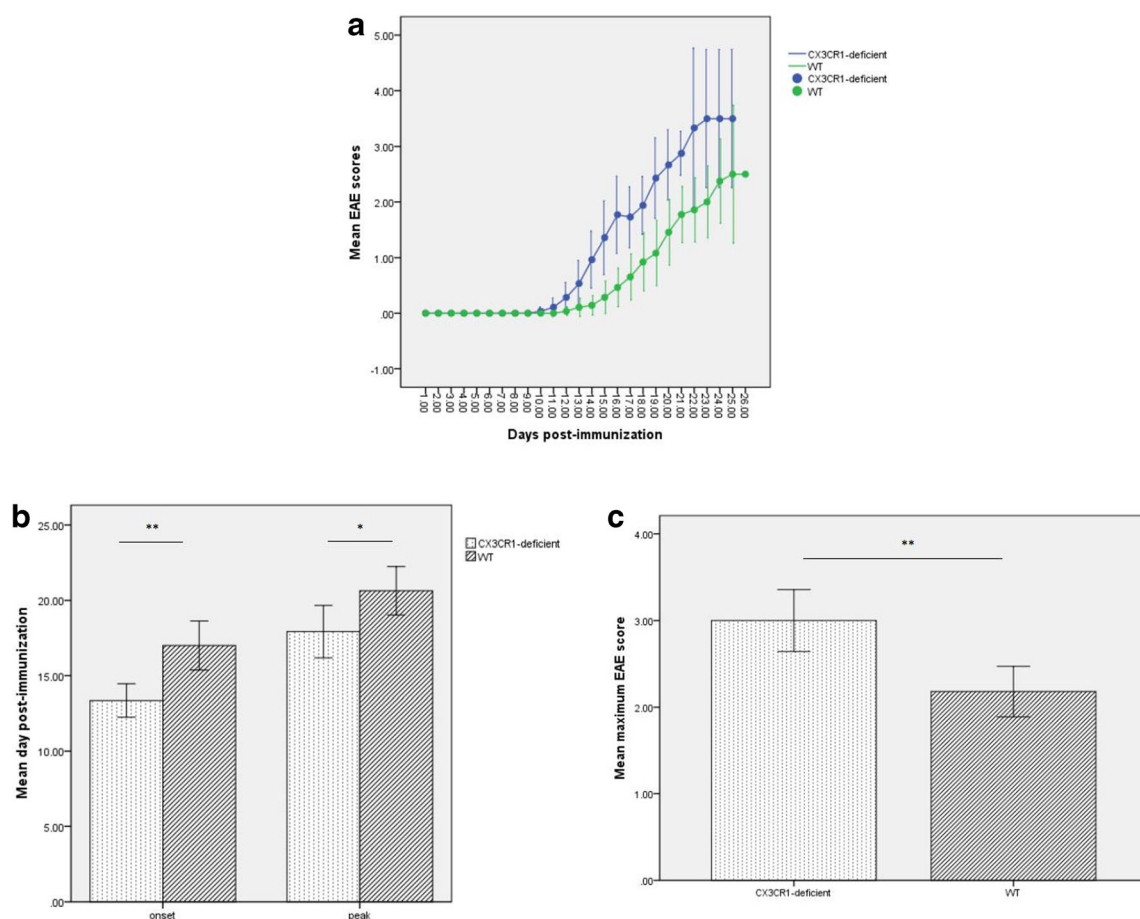 a
5.00
4.00
3.00
2.00
1.00
.00
-1.00
Mean EAE scores
1.00
2.00
3.00
4.00
5.00
6.00
7.00
8.00
9.00
10.00
11.00
12.00
13.00
14.00
15.00
16.00
17.00
18.00
19.00
20.00
21.00
22.00
23.00
24.00
25.00
26.00
Days post-immunization
CX3CR1-deficient
WT
CX3CR1-deficient
WT
b
25.00
20.00
15.00
10.00
5.00
.00
Mean day post-immunization
**
*
onset
peak
CX3CR1-deficient
WT
c
4.00
3.00
2.00
1.00
.00
Mean maximum EAE score
**
CX3CR1-deficient
WT